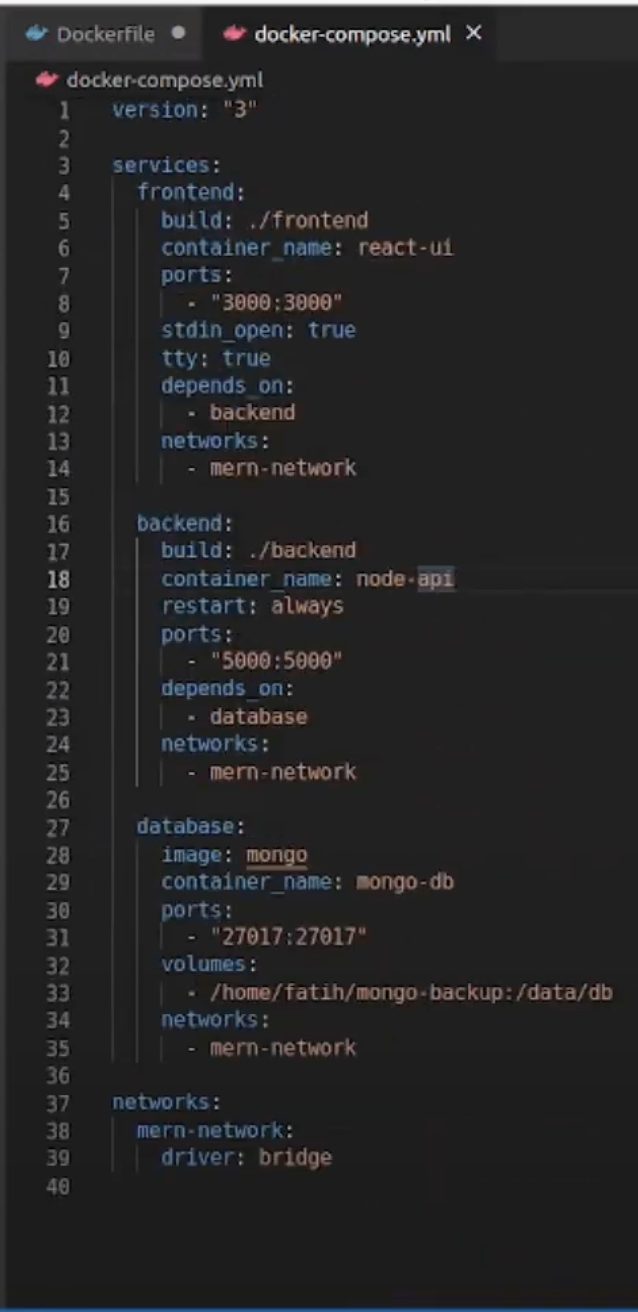 Dockerfile docker-compose.yml
docker-compose.yml
1 version: "3"
2
3 services:
4 frontend:
5 build: ./frontend
6 container_name: react-ui
7 ports:
8 - "3000:3000"
9 stdin_open: true
10 tty: true
11 depends_on:
12 - backend
13 networks:
14 - mern-network
15
16 backend:
17 build: ./backend
18 container_name: node-api
19 restart: always
20 ports:
21 - "5000:5000"
22 depends_on:
23 - database
24 networks:
25 - mern-network
26
27 database:
28 image: mongo
29 container_name: mongo-db
30 ports:
31 - "27017:27017"
32 volumes:
33 - /home/fatih/mongo-backup:/data/db
34 networks:
35 - mern-network
36
37 networks:
38 mern-network:
39 driver: bridge
40